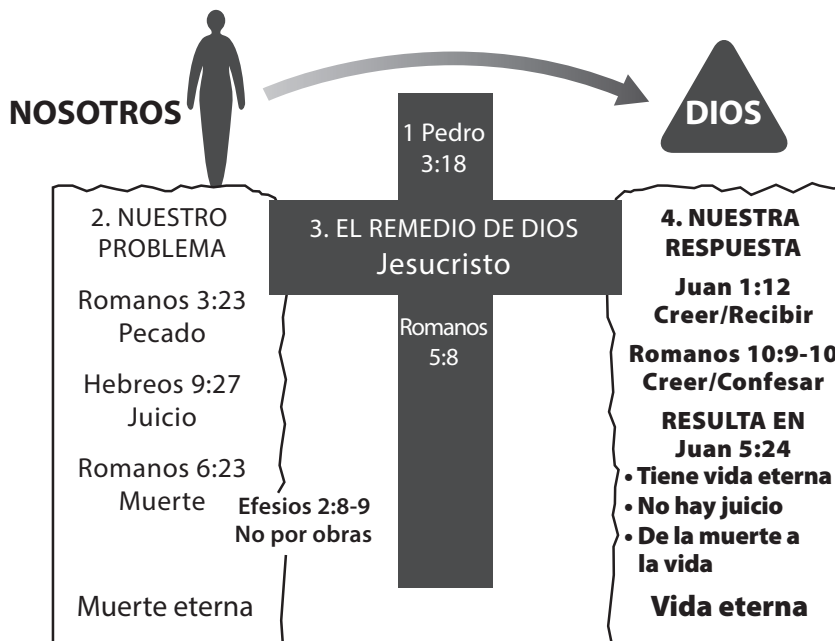 NOSOTROS
DIOS
2. NUESTRO
PROBLEMA
Romanos 3:23
Pecado
Hebreos 9:27
Juicio
Romanos 6:23
Muerte
Muerte eterna
Efesios 2:8-9
No por obras
1 Pedro
3:18
3. EL REMEDIO DE DIOS
Jesucristo
Romanos
5:8
4. NUESTRA
RESPUESTA
Juan 1:12
Creer/Recibir
Romanos 10:9-10
Creer/Confesar
RESULTA EN
Juan 5:24
• Tiene vida eterna
• No hay juicio
• De la muerte a
la vida
Vida eterna